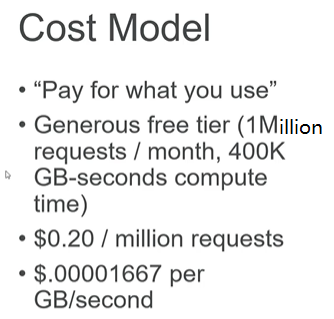 Cost Model
• “Pay for what you use”
• Generous free tier (1Million
requests / month, 400K
GB-seconds compute
time)
• $0.20 / million requests
• $.00001667 per
GB/second